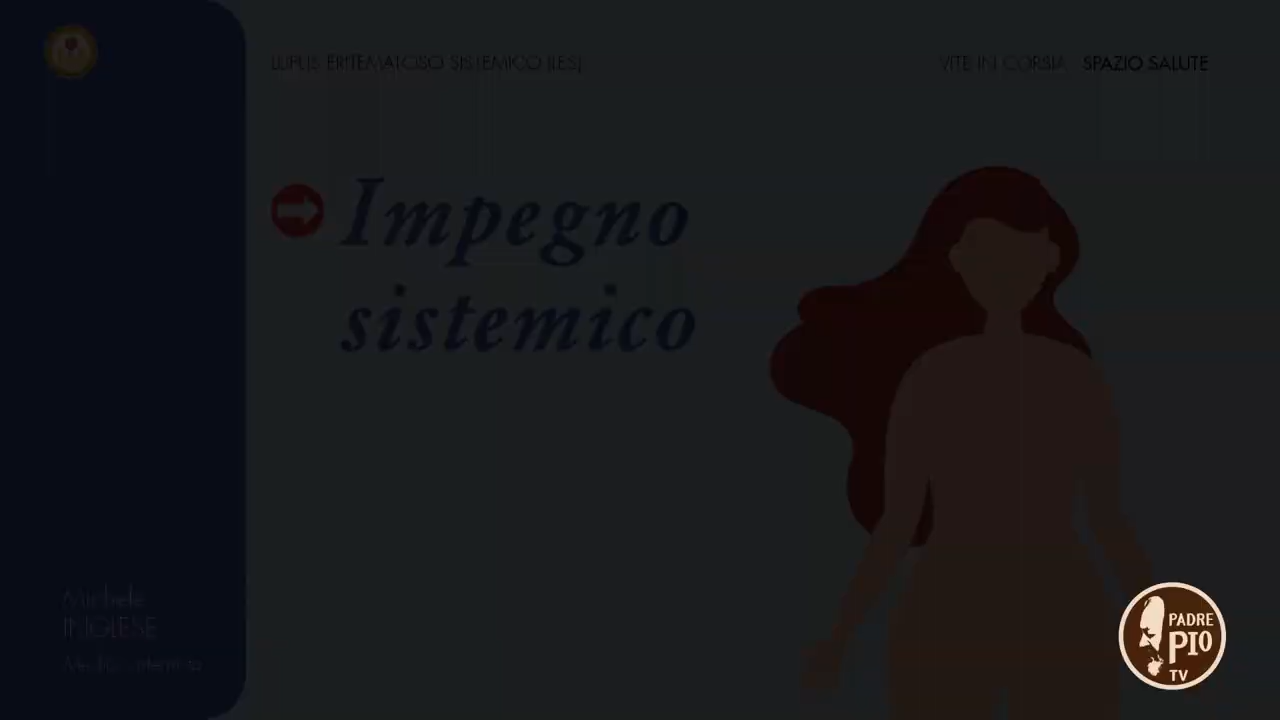 LUPUS ERITEMATOSO SISTEMICO (LES)
VITE IN CORSIA SPAZIO SALUTE
Impegno
sistemico
Michele
INGLESE
PADRE
PIO
TV